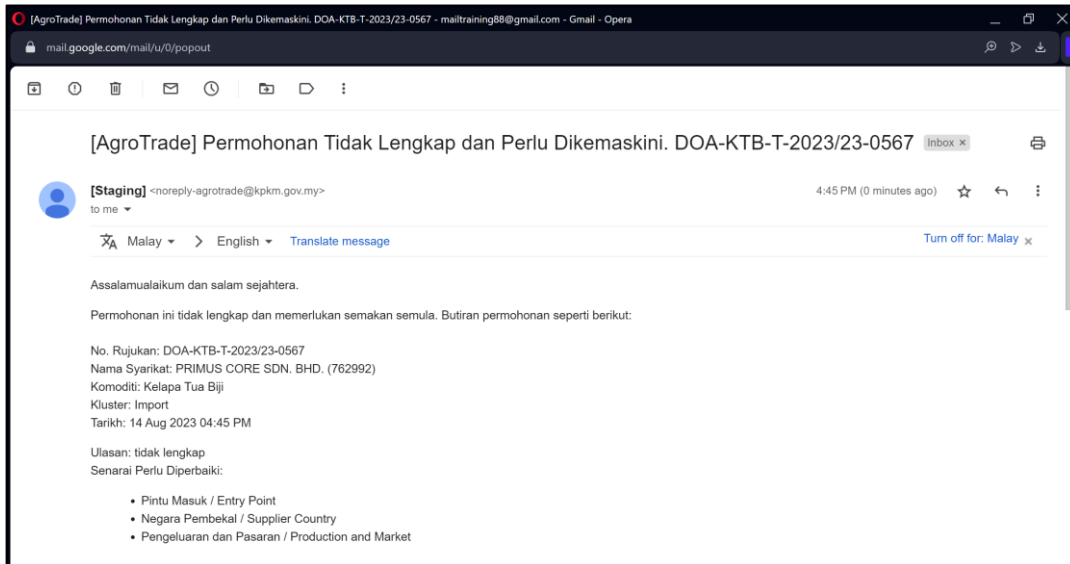 [AgroTrade] Permohonan Tidak Lengkap dan Perlu Dikemaskini. DOA-KTB-T-2023/23-0567 - mailtraining88@gmail.com - Gmail - Opera
mail.google.com/mail/u/0/popout
[AgroTrade] Permohonan Tidak Lengkap dan Perlu Dikemaskini. DOA-KTB-T-2023/23-0567 Inbox ×
[Staging] <noreply-agrotrade@kpkm.gov.my> 4:45 PM (0 minutes ago)
to me
Malay > English Translate message Turn off for: Malay ×
Assalamualaikum dan salam sejahtera.
Permohonan ini tidak lengkap dan memerlukan semakan semula. Butiran permohonan seperti berikut:
No. Rujukan: DOA-KTB-T-2023/23-0567
Nama Syarikat: PRIMUS CORE SDN. BHD. (762992)
Komoditi: Kelapa Tua Biji
Kluster: Import
Tarikh: 14 Aug 2023 04:45 PM
Ulasan: tidak lengkap
Senarai Perlu Diperbaiki:
• Pintu Masuk / Entry Point
• Negara Pembekal / Supplier Country
• Pengeluaran dan Pasaran / Production and Market